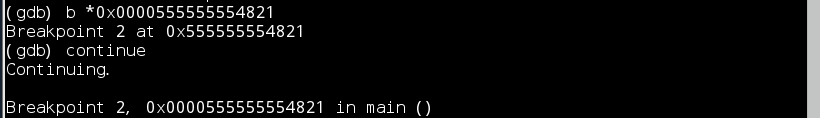 (gdb) b *0x0000555555554821
Breakpoint 2 at 0x555555554821
(gdb) continue
Continuing.
Breakpoint 2, 0x0000555555554821 in main ()